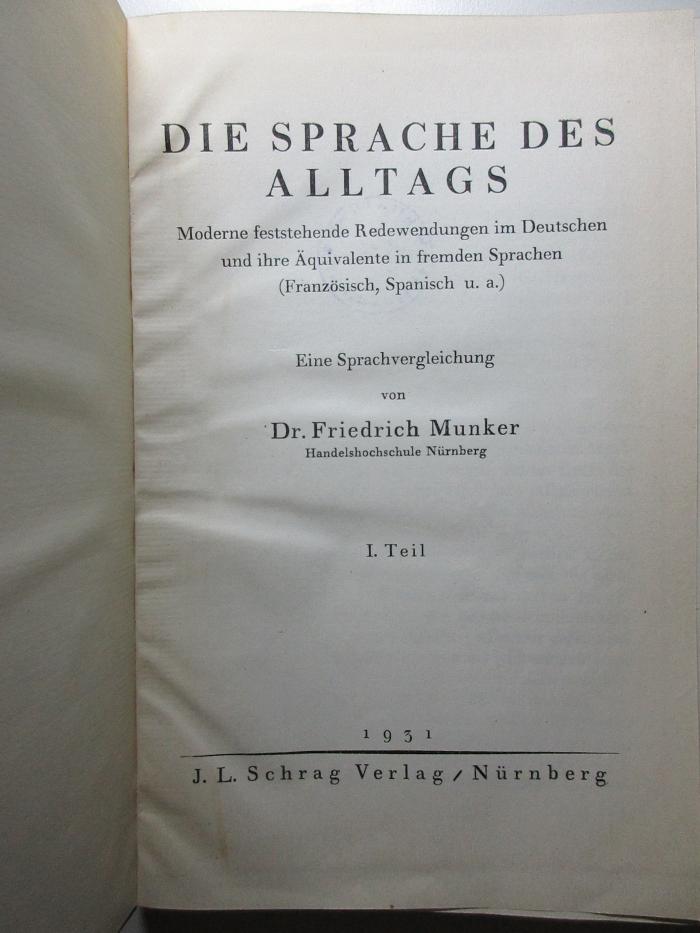 DIE SPRACHE DES
ALLTAGS
Moderne feststehende Redewendungen im Deutschen
und ihre Äquivalente in fremden Sprachen
(Französisch, Spanisch u. a.)
Eine Sprachvergleichung
von
Dr. Friedrich Munker
Handelshochschule Nürnberg
I. Teil
1931
J. L. Schrag Verlag / Nürnberg